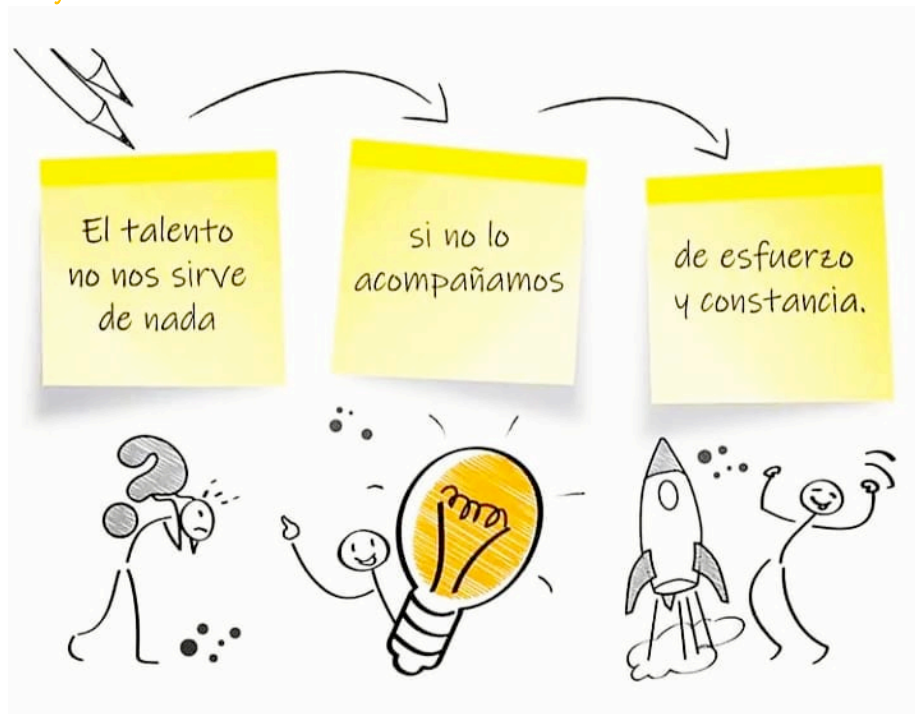 El talento
no nos sirve
de nada
si no lo
acompañamos
de esfuerzo
y constancia.